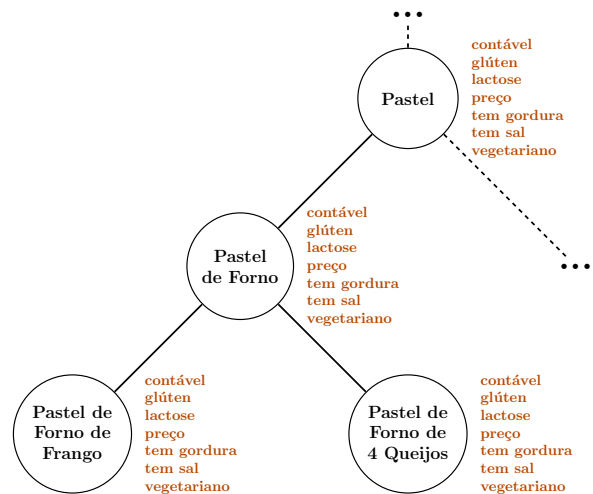 ...
Pastel
contável
glúten
lactose
preço
tem gordura
tem sal
vegetariano
...
Pastel
de Forno
contável
glúten
lactose
preço
tem gordura
tem sal
vegetariano
Pastel de
Forno de
Frango
contável
glúten
lactose
preço
tem gordura
tem sal
vegetariano
Pastel de
Forno de
4 Queijos
contável
glúten
lactose
preço
tem gordura
tem sal
vegetariano